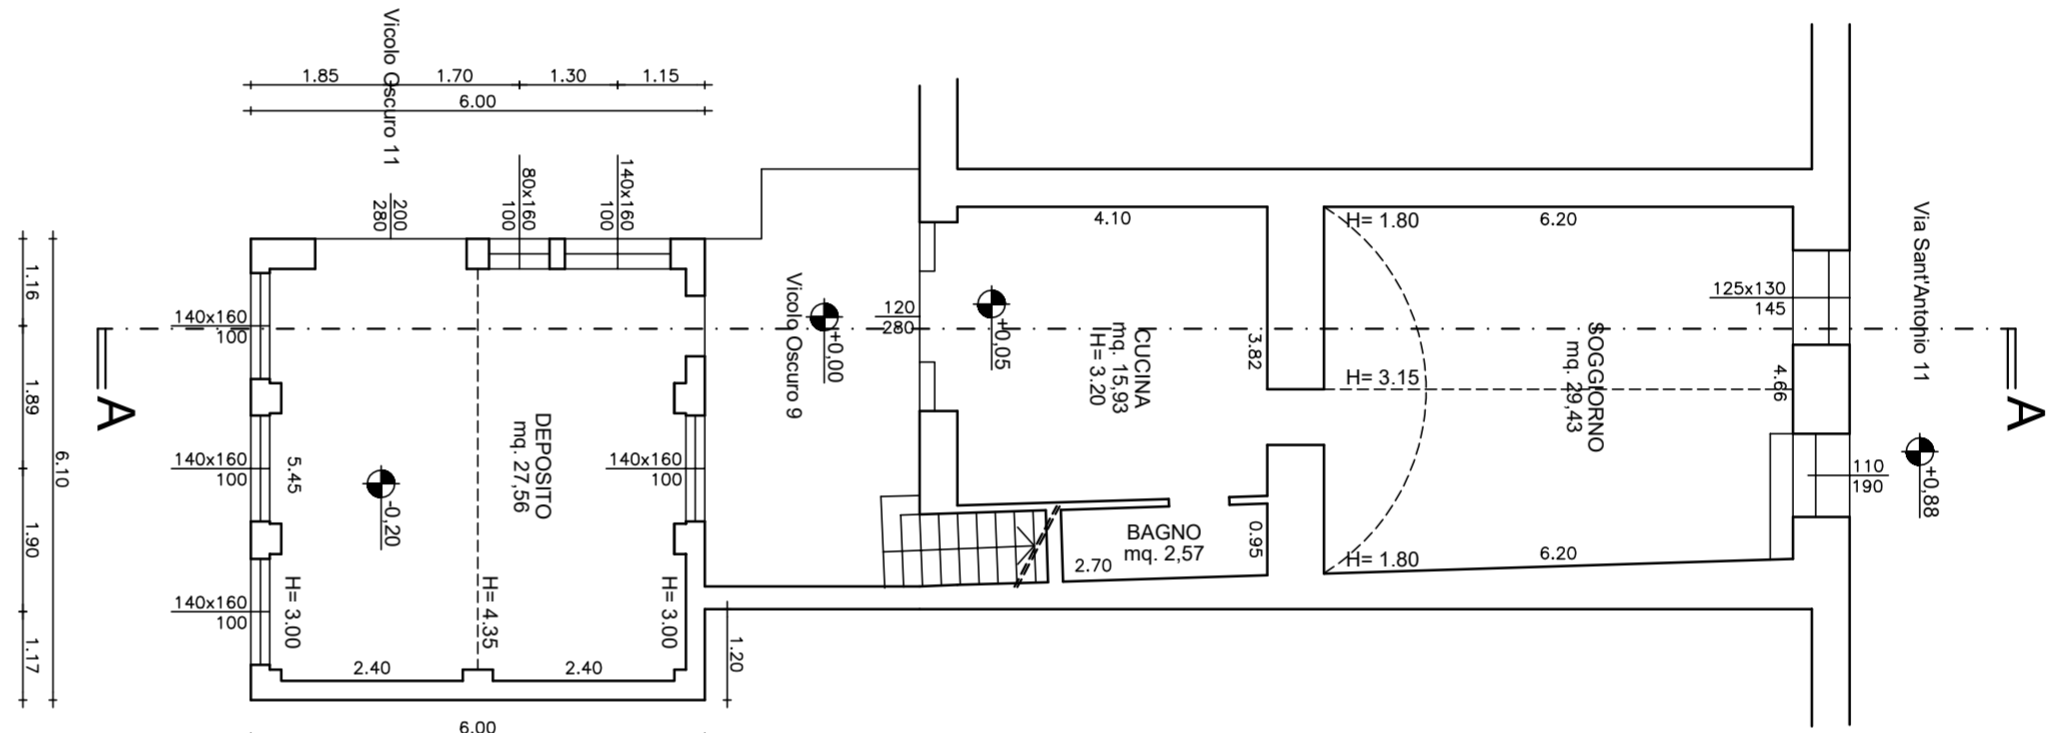 Vicolo Oscuro 11
1.85
1.70
1.30
1.15
6.00
200
280
80x160
100
140x160
100
1.16
1.89
1.90
1.17
6.10
A
140x160
100
140x160
100
140x160
100
5.45
-0,20
DEPOSITO
mq. 27,56
140x160
100
H= 3.00
H= 4.35
H= 3.00
2.40
2.40
6.00
1.20
Vicolo Oscuro 9
+0,00
120
280
+0,05
4.10
CUCINA
mq. 15,93
H= 3.20
3.82
BAGNO
mq. 2,57
2.70
0.95
H= 1.80
6.20
H= 3.15
SOGGIORNO
mq. 29,43
4.66
H= 1.80
6.20
125x130
145
110
190
Via Sant'Antonio 11
+0,88
A